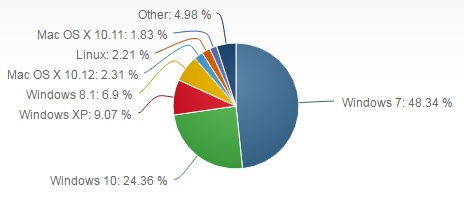 Other: 4.98 %
Mac OS X 10.11: 1.83 %
Linux: 2.21 %
Mac OS X 10.12: 2.31 %
Windows 8.1: 6.9 %
Windows XP: 9.07 %
Windows 7: 48.34 %
Windows 10: 24.36 %